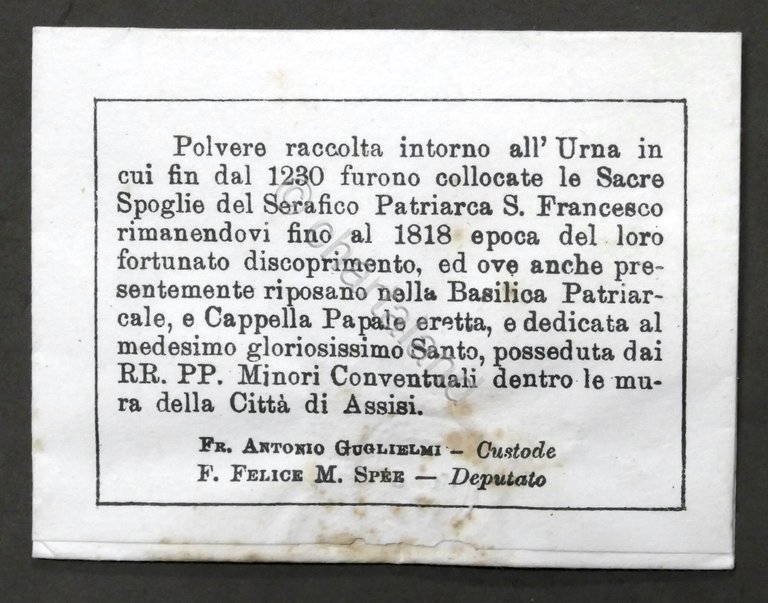 Polvere raccolta intorno all' Urna in
cui fin dal 1230 furono collocate le Sacre
Spoglie del Serafico Patriarca S. Francesco
rimanendovi fino al 1818 epoca del loro
fortunato discoprimento, ed ove anche pre-
sentemente riposano nella Basilica Patriar-
cale, e Cappella Papale eretta, e dedicata al
medesimo gloriosissimo Santo, posseduta dai
RR. PP. Minori Conventuali dentro le mu-
ra della Città di Assisi.
FR. ANTONIO GUGLIELMI - Custode
F. FELICE M. SPÉE — Deputato
© chartaland